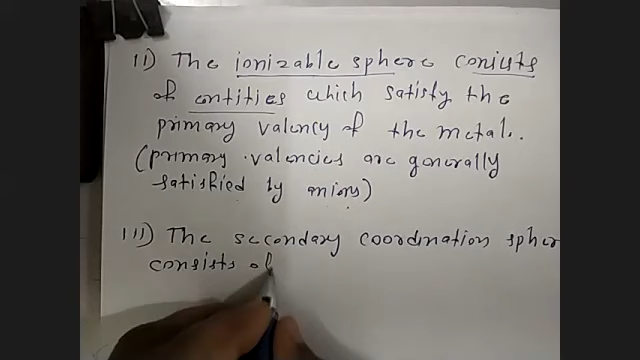 II) The ionizable sphere conists
of entities which satisfy the
primary valency of the metal..
(primary valencies are generally
satisfied by anions)
III) The secondary coordination spher
consists of